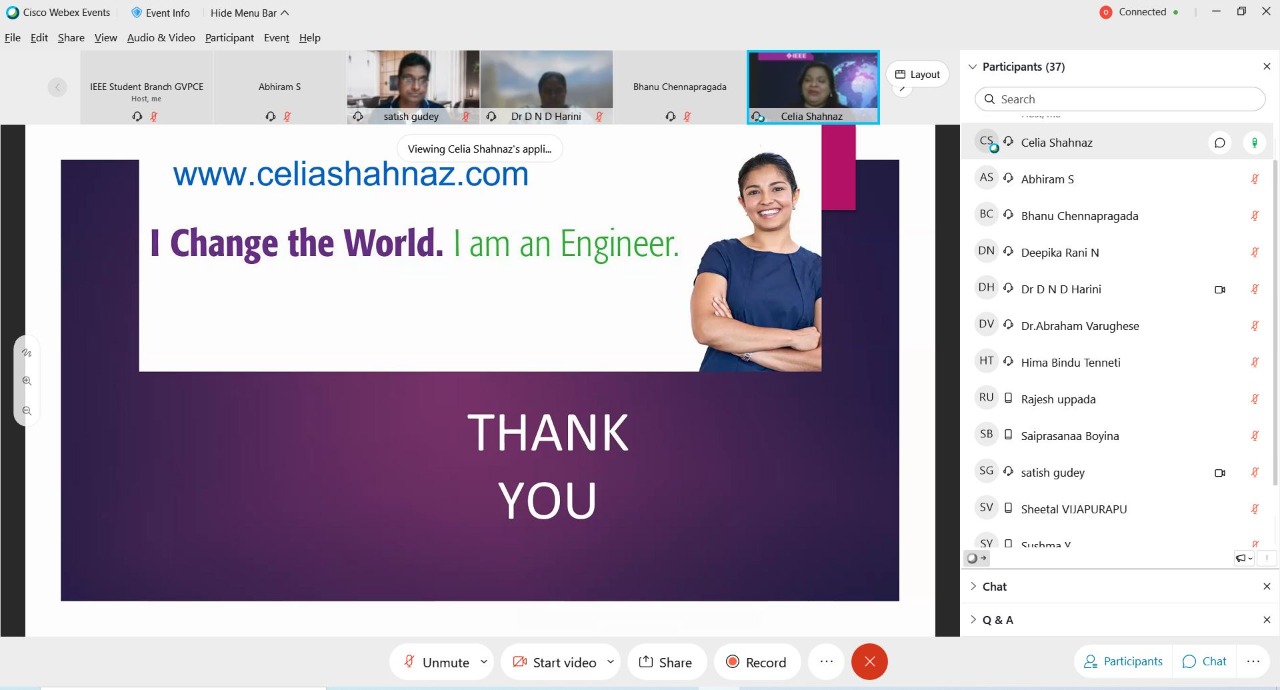 Cisco Webex Events
Event Info
Hide Menu Bar
Connected
File Edit Share View Audio & Video Participant Event Help
IEEE Student Branch GVPCE
Host, me
Abhiram S
satish gudey
Dr D N D Harini
Bhanu Chennapragada
IEEE
Celia Shahnaz
Layout
Viewing Celia Shahnaz's appli...
www.celiashahnaz.com
I Change the World. I am an Engineer.
THANK
YOU
Participants (37)
Search
CS Celia Shahnaz
AS Abhiram S
BC Bhanu Chennapragada
DN Deepika Rani N
DH Dr D N D Harini
DV Dr.Abraham Varughese
HT Hima Bindu Tenneti
RU Rajesh uppada
SB Saiprasanaa Boyina
SG satish gudey
SV Sheetal VIJAPURAPU
SY Sushma Y
Chat
Q & A
Unmute
Start video
Share
Record
Participants
Chat